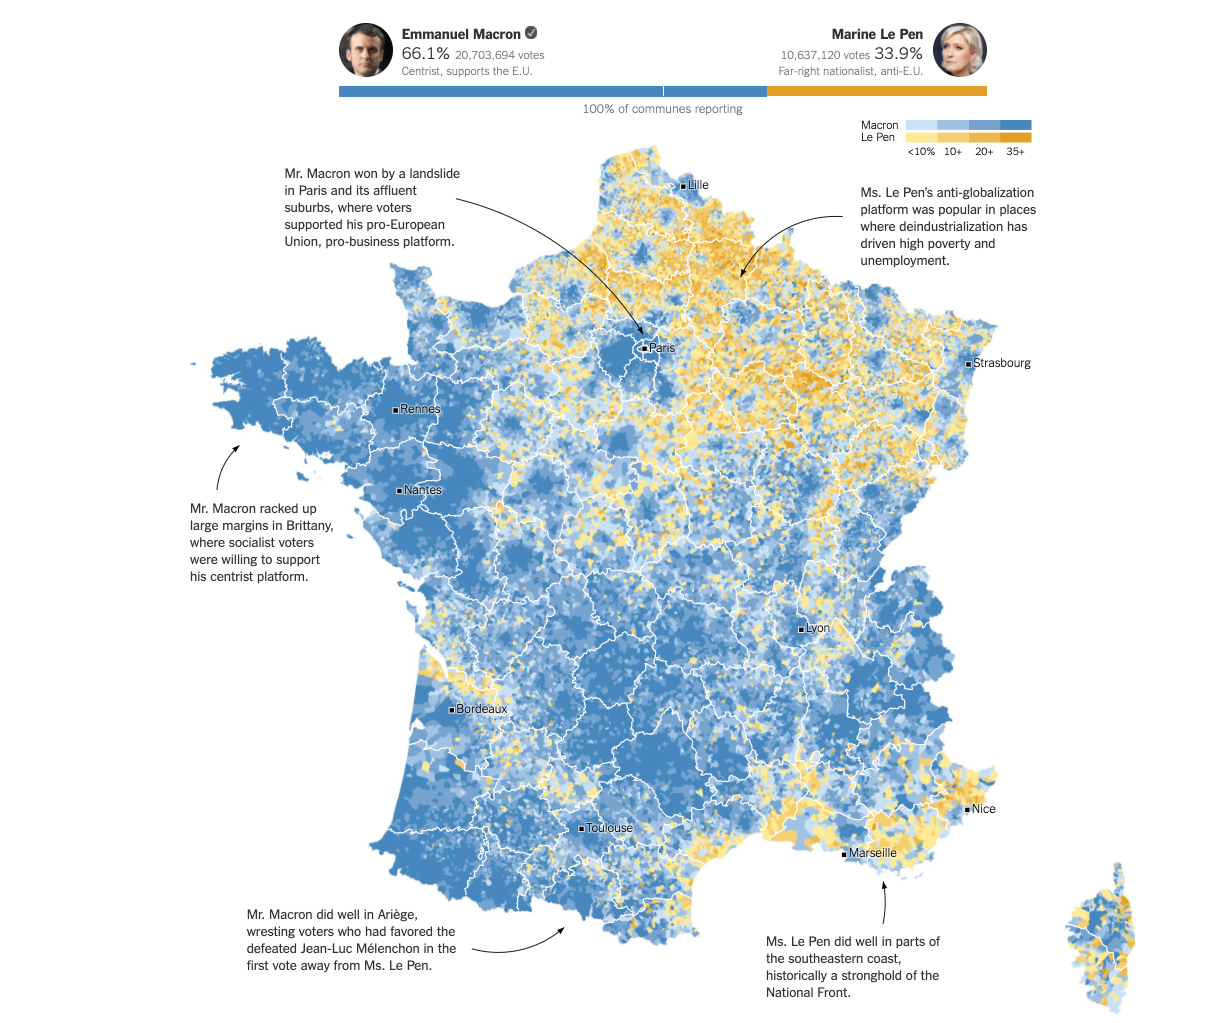 Emmanuel Macron
66.1% 20,703,694 votes
Centrist, supports the E.U.
Marine Le Pen
10,637,120 votes 33.9%
Far-right nationalist, anti-E.U.
100% of communes reporting
Macron
Le Pen
<10% 10+ 20+ 35+
Mr. Macron won by a landslide
in Paris and its affluent
suburbs, where voters
supported his pro-European
Union, pro-business platform.
Lille
Ms. Le Pen's anti-globalization
platform was popular in places
where deindustrialization has
driven high poverty and
unemployment.
Paris
Strasbourg
Rennes
Nantes
Mr. Macron racked up
large margins in Brittany,
where socialist voters
were willing to support
his centrist platform.
Lyon
Bordeaux
Nice
Toulouse
Marseille
Mr. Macron did well in Ariège,
wresting voters who had favored the
defeated Jean-Luc Mélenchon in the
first vote away from Ms. Le Pen.
Ms. Le Pen did well in parts of
the southeastern coast,
historically a stronghold of the
National Front.